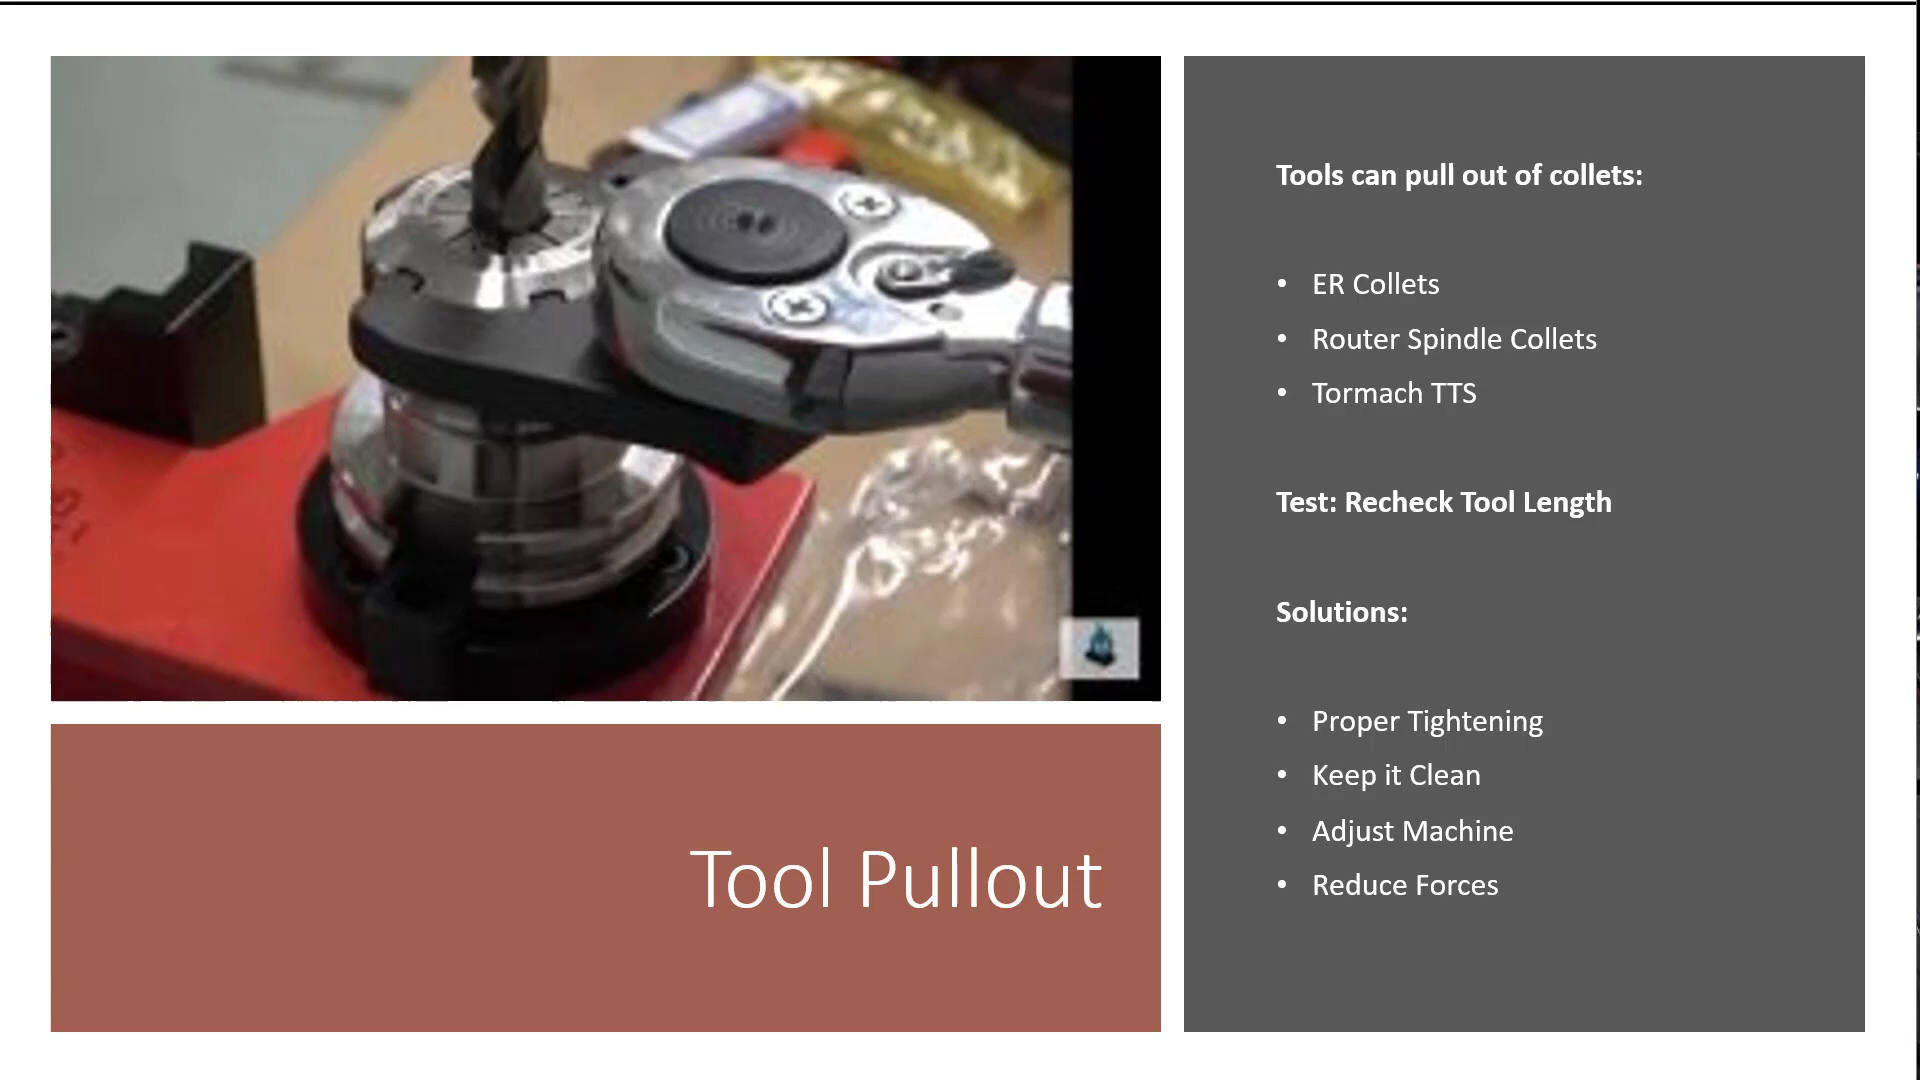 Tools can pull out of collets:
• ER Collets
• Router Spindle Collets
• Tormach TTS
Test: Recheck Tool Length
Solutions:
• Proper Tightening
• Keep it Clean
• Adjust Machine
• Reduce Forces
Tool Pullout